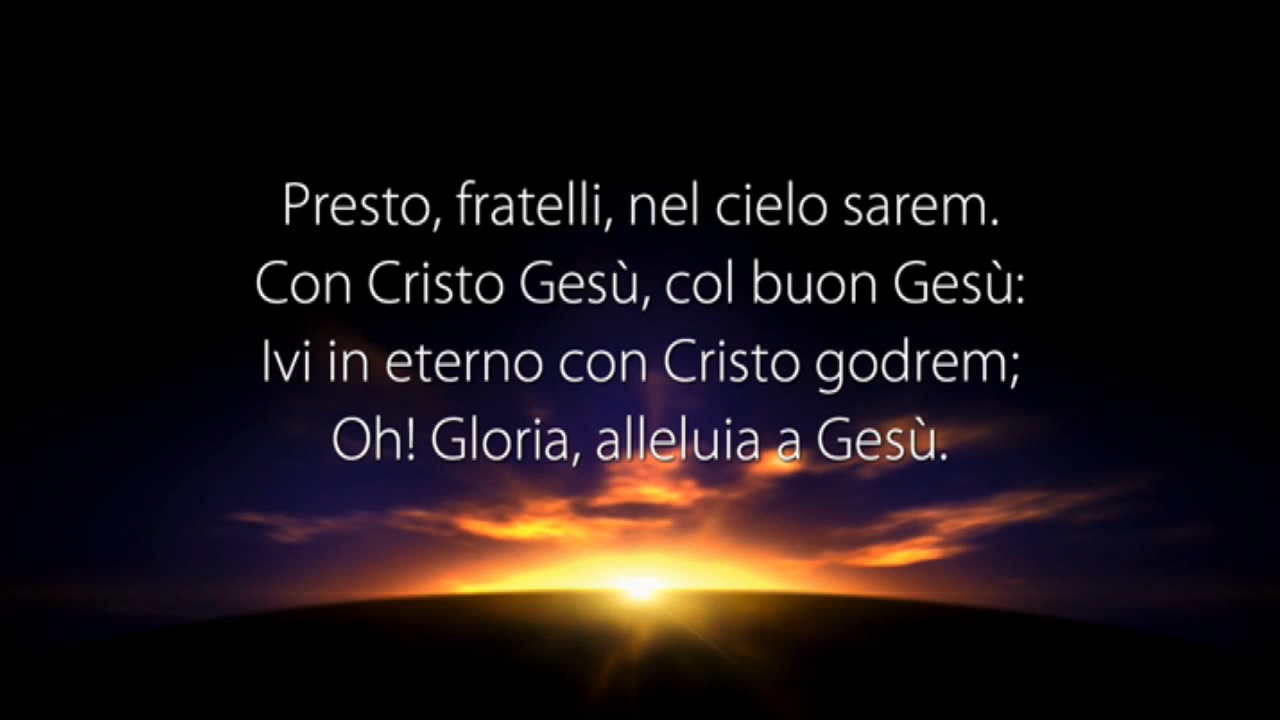 Presto, fratelli, nel cielo sarem.
Con Cristo Gesù, col buon Gesù:
Ivi in eterno con Cristo godrem;
Oh! Gloria, alleluia a Gesù.